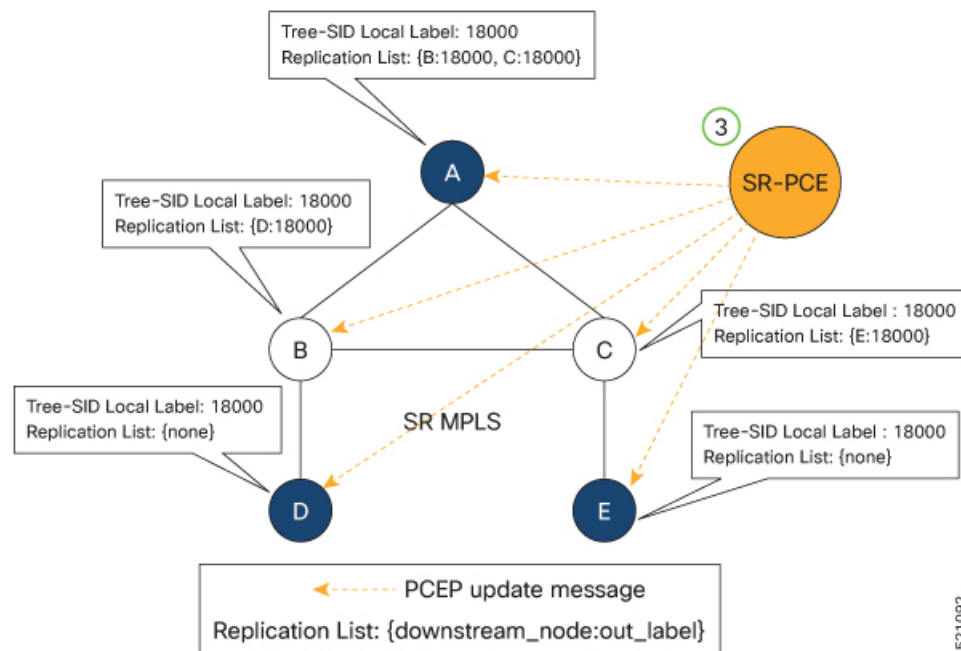 Tree-SID Local Label: 18000
Replication List: {B:18000, C:18000}
3
A
SR-PCE
Tree-SID Local Label: 18000
Replication List: {D:18000}
B
C
Tree-SID Local Label : 18000
Replication List: {E:18000}
Tree-SID Local Label: 18000
Replication List: {none}
SR MPLS
Tree-SID Local Label : 18000
Replication List: {none}
D
E
PCEP update message
Replication List: {downstream_node:out_label}